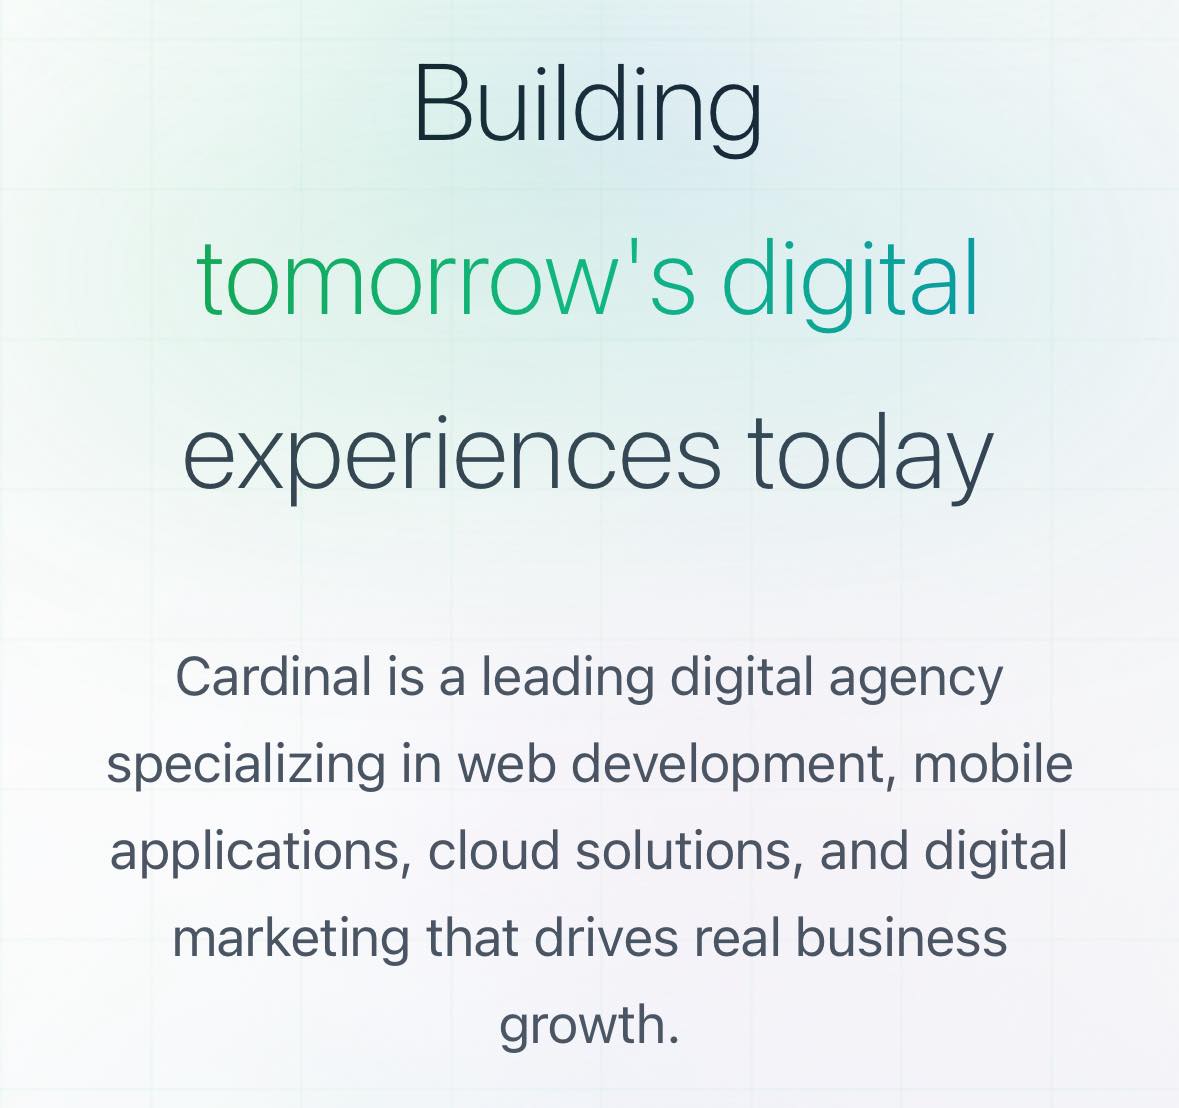 Building
tomorrow's digital
experiences today
Cardinal is a leading digital agency
specializing in web development, mobile
applications, cloud solutions, and digital
marketing that drives real business
growth.